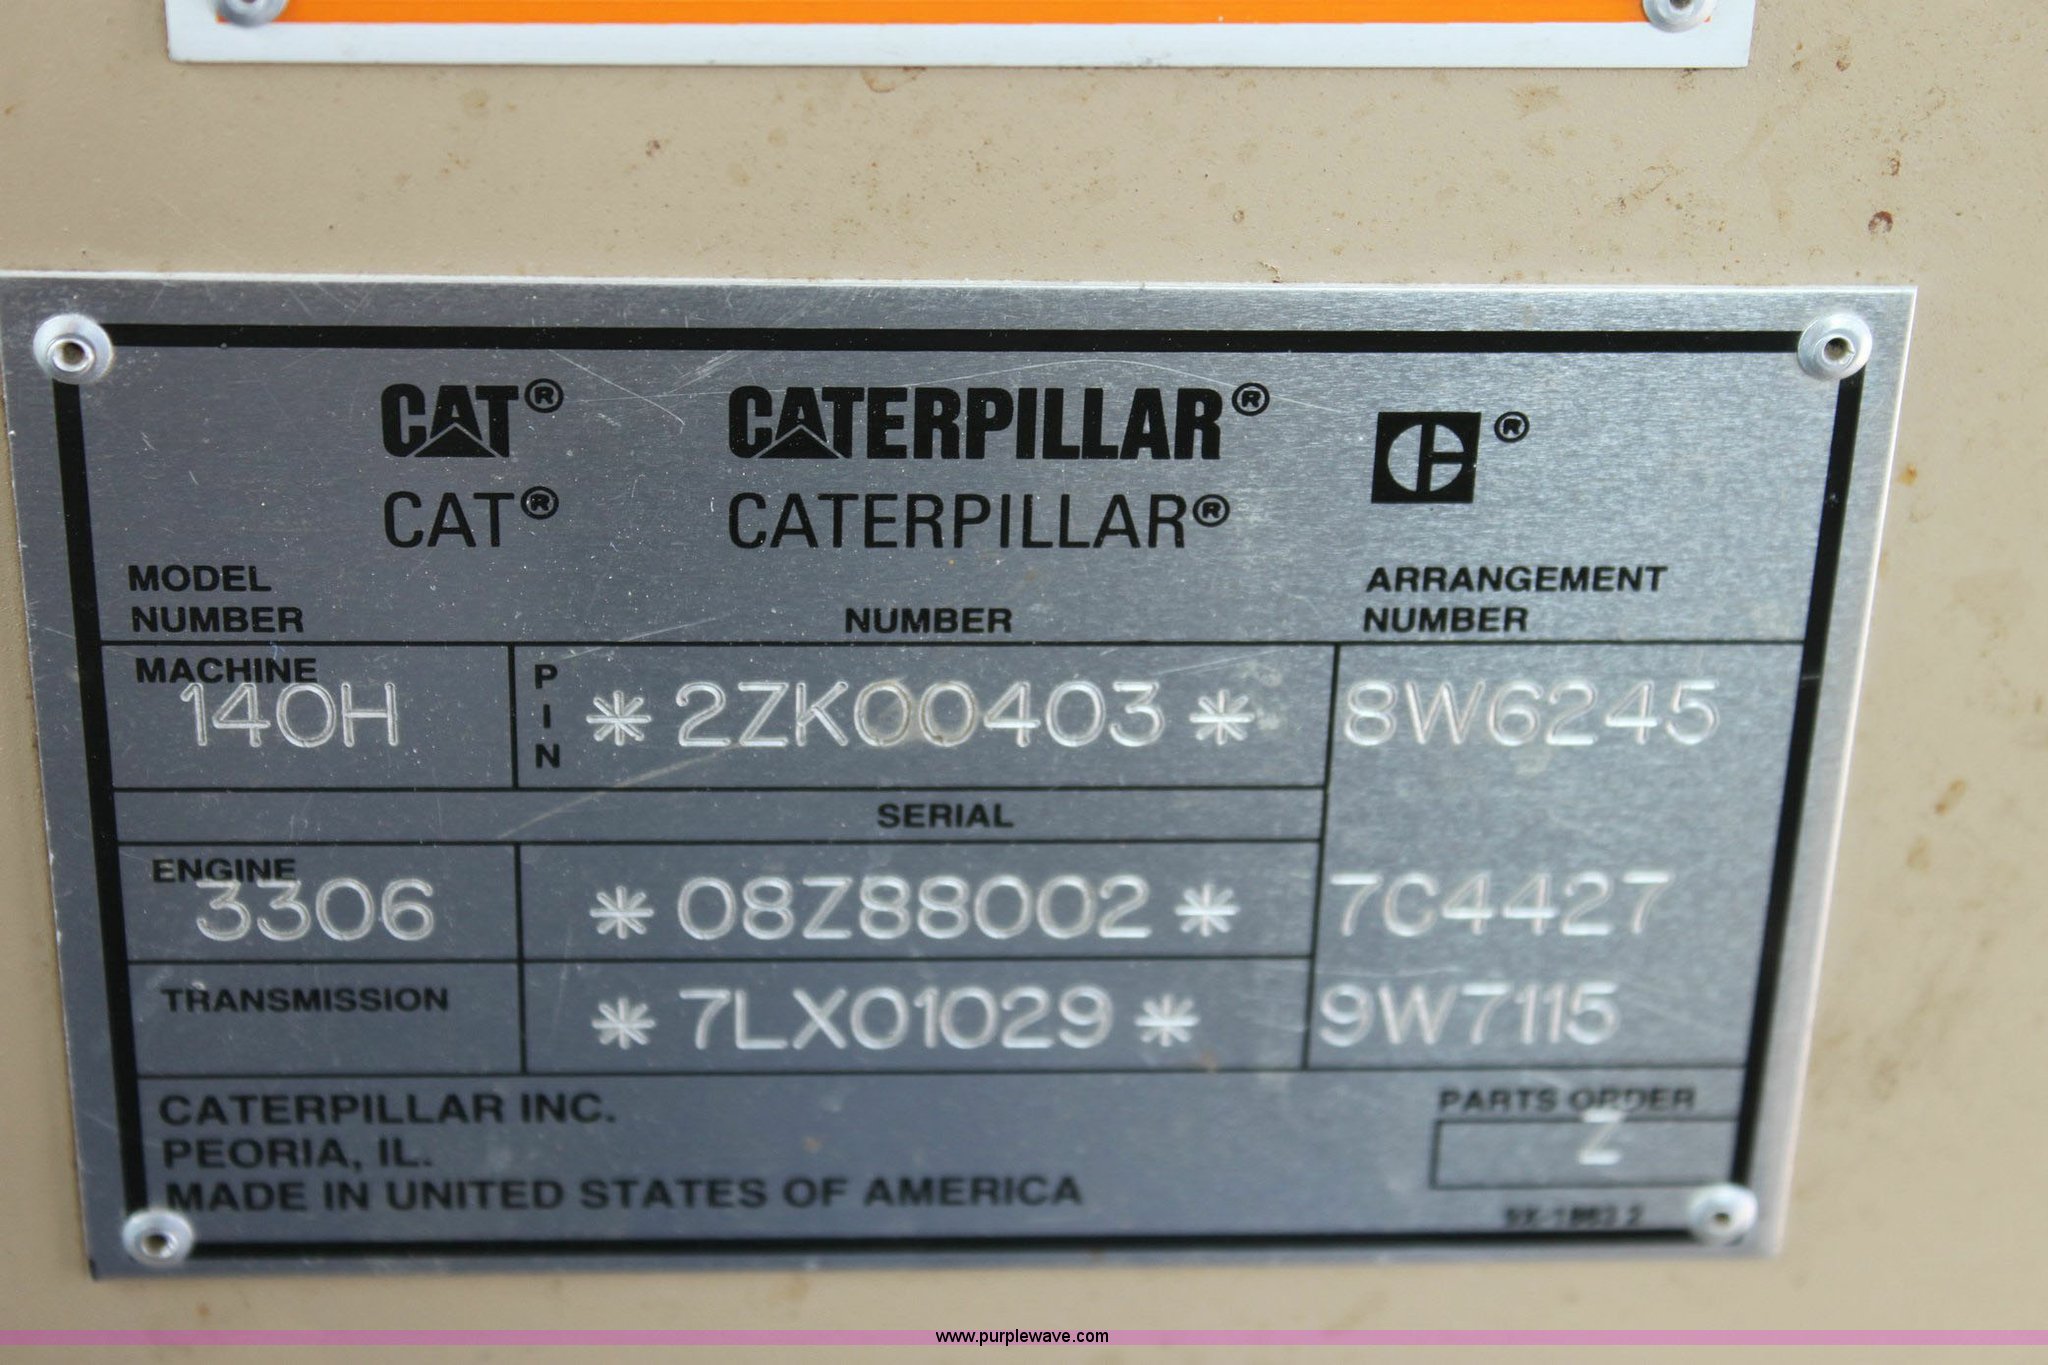 CAT® CATERPILLAR® ®
CAT® CATERPILLAR®
MODEL NUMBER
NUMBER
ARRANGEMENT NUMBER
MACHINE
140H
PIN
*2ZK00403*
8W6245
SERIAL
ENGINE
3306
*08Z88002*
7C4427
TRANSMISSION
*7LX01029*
9W7115
CATERPILLAR INC.
PEORIA, IL.
MADE IN UNITED STATES OF AMERICA
PARTS ORDER
Z
www.purplewave.com